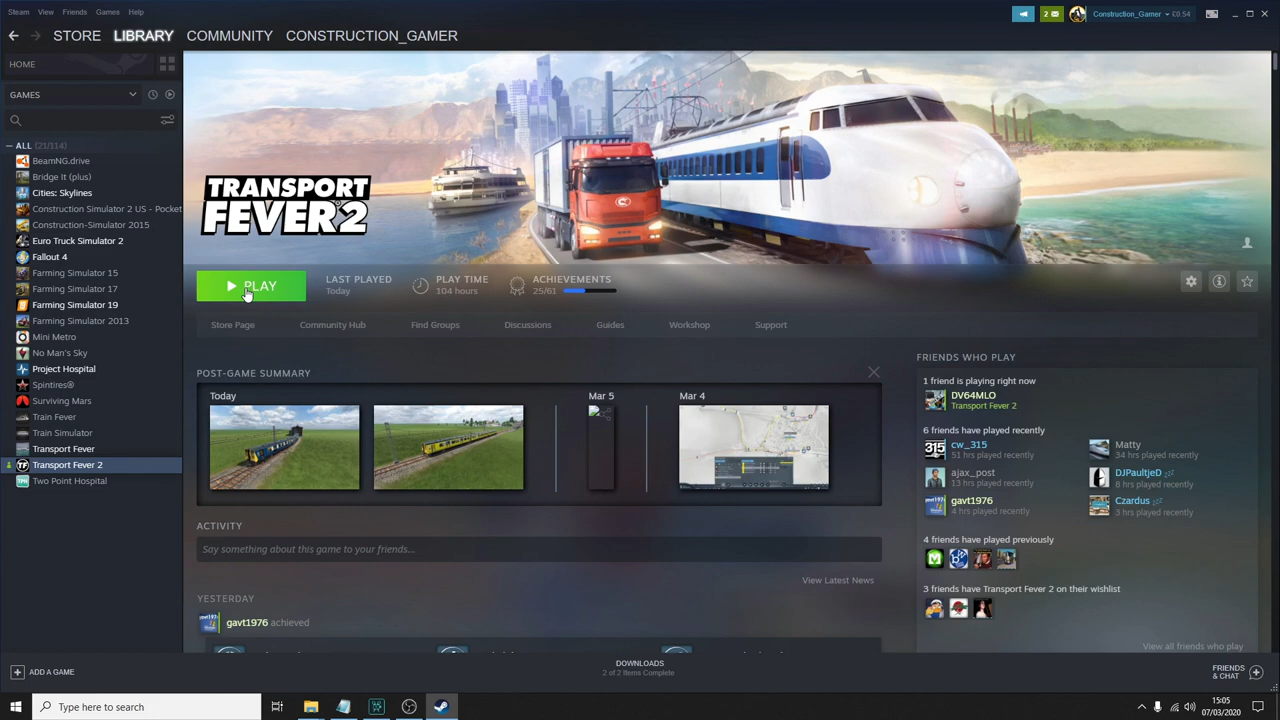 Steam View Friends Games Help
2 Construction_Gamer £0.54
STORE LIBRARY COMMUNITY CONSTRUCTION_GAMER
HOME
GAMES
ALL (21/114)
BeamNG.drive
Bridge It (plus)
Cities: Skylines
Construction Simulator 2 US - Pocket
Construction-Simulator 2015
Euro Truck Simulator 2
Fallout 4
Farming Simulator 15
Farming Simulator 17
Farming Simulator 19
Farming Simulator 2013
Mini Metro
No Man's Sky
Project Hospital
Spintires®
Surviving Mars
Train Fever
Train Simulator
Transport Fever
Transport Fever 2
Two Point Hospital
TRANSPORT
FEVER 2
PLAY
LAST PLAYED
Today
PLAY TIME
104 hours
ACHIEVEMENTS
25/61
Store Page Community Hub Find Groups Discussions Guides Workshop Support
POST-GAME SUMMARY
Today Mar 5 Mar 4
ACTIVITY
Say something about this game to your friends...
View Latest News
YESTERDAY
gavt1976 achieved
FRIENDS WHO PLAY
1 friend is playing right now
DV64MLO
Transport Fever 2
6 friends have played recently
315 cw_315
51 hrs played recently
Matty
34 hrs played recently
ajax_post
13 hrs played recently
DJPaultjeD zz
8 hrs played recently
gavt1976
4 hrs played recently
Czardus zz
3 hrs played recently
4 friends have played previously
3 friends have Transport Fever 2 on their wishlist
View all friends who play
ADD A GAME
DOWNLOADS
2 of 2 Items Complete
FRIENDS
& CHAT
Type here to search
15:05
07/03/2020